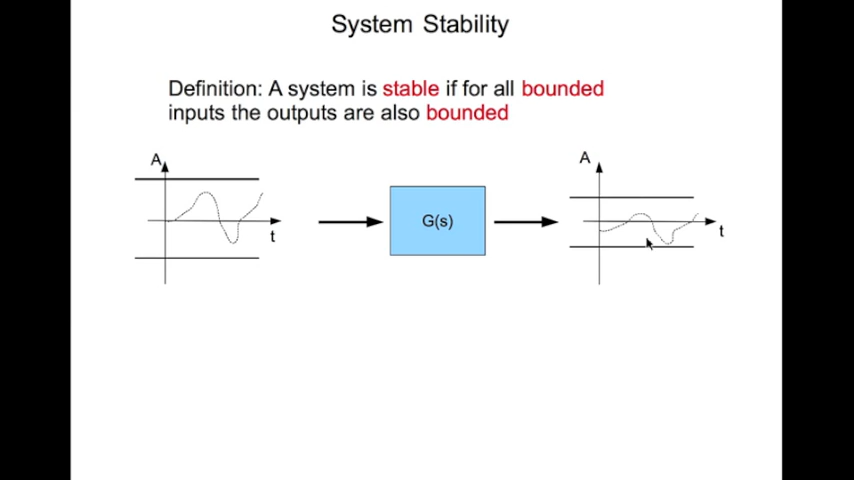 System Stability
Definition: A system is stable if for all bounded
inputs the outputs are also bounded
A
t
G(s)
A
t